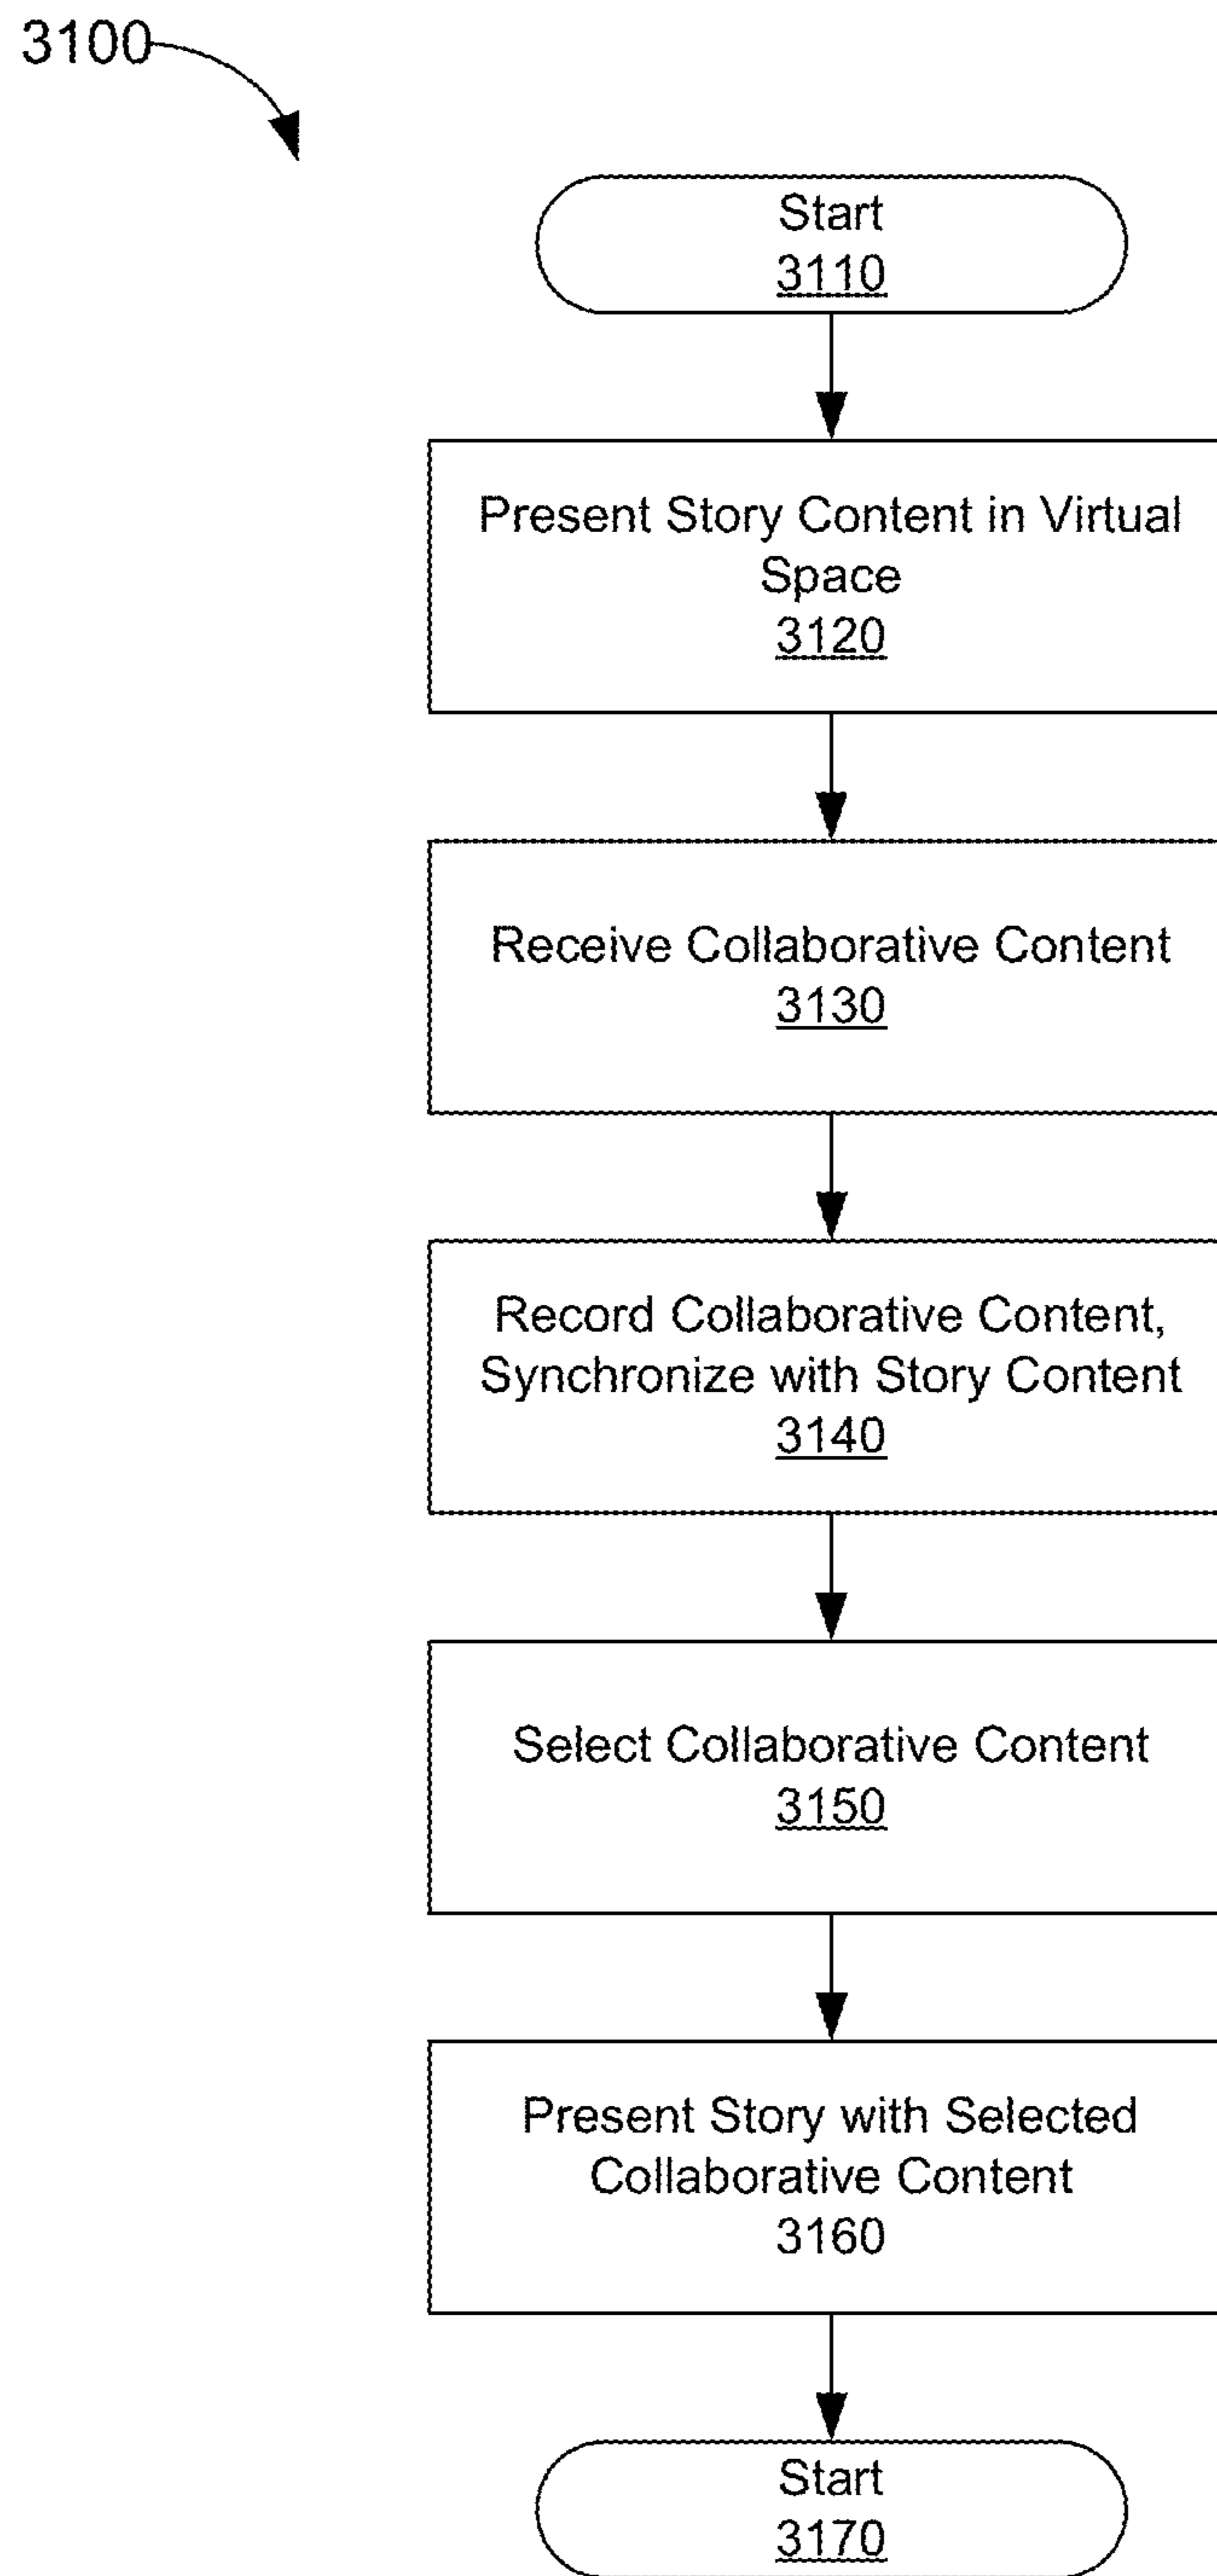 3100
Start
3110
Present Story Content in Virtual
Space
3120
Receive Collaborative Content
3130
Record Collaborative Content,
Synchronize with Story Content
3140
Select Collaborative Content
3150
Present Story with Selected
Collaborative Content
3160
Start
3170